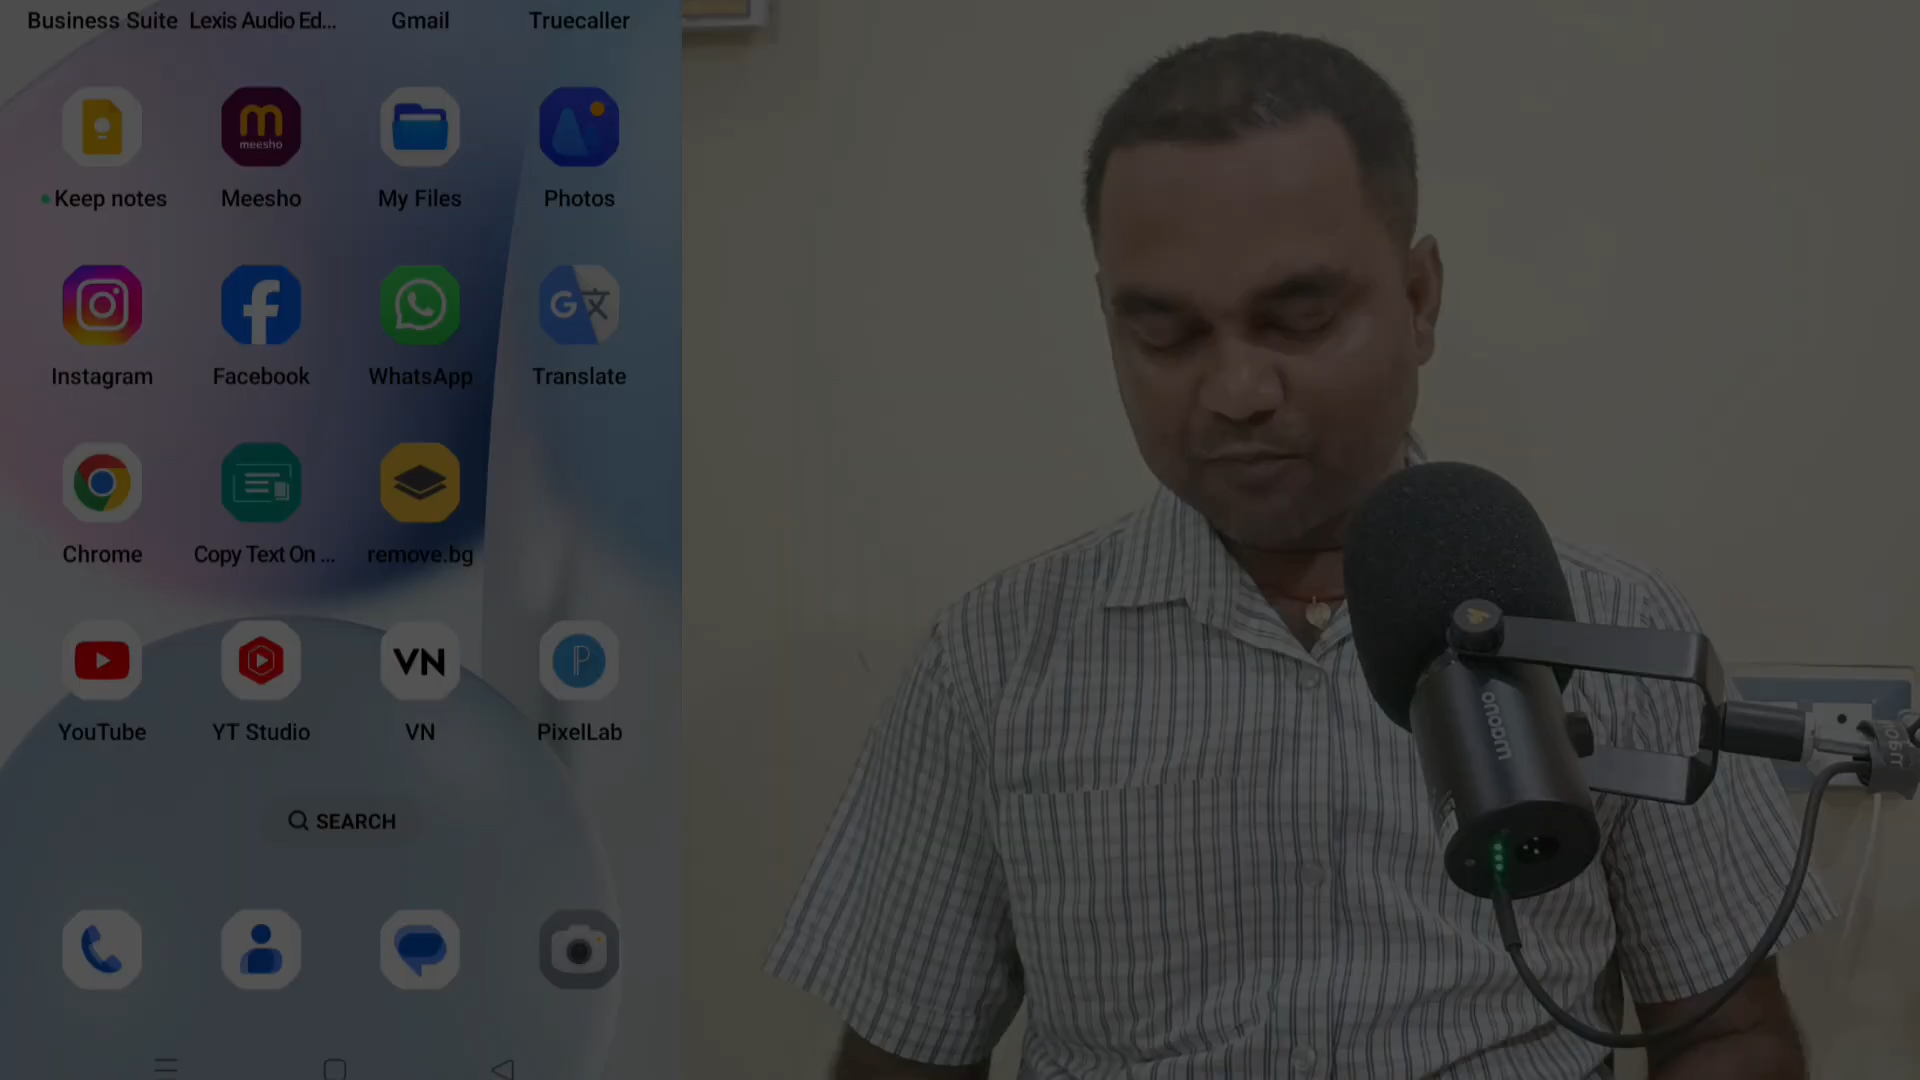 Business Suite Lexis Audio Ed... Gmail Truecaller
m
meesho
Keep notes Meesho My Files Photos
G
Instagram Facebook WhatsApp Translate
Chrome Copy Text On ... remove.bg
VN P
YouTube YT Studio VN PixelLab
SEARCH
maono